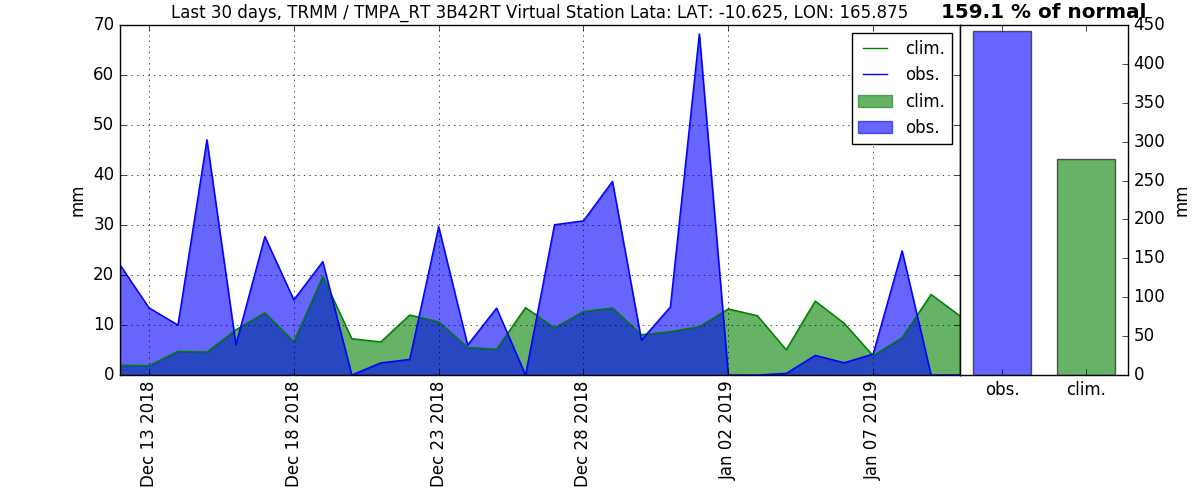 Last 30 days, TRMM / TMPA_RT 3B42RT Virtual Station Lata: LAT: -10.625, LON: 165.875
159.1 % of normal
mm
70
60
50
40
30
20
10
0
clim.
obs.
clim.
obs.
Dec 13 2018
Dec 18 2018
Dec 23 2018
Dec 28 2018
Jan 02 2019
Jan 07 2019
450
400
350
300
250
200
150
100
50
0
mm
obs.
clim.